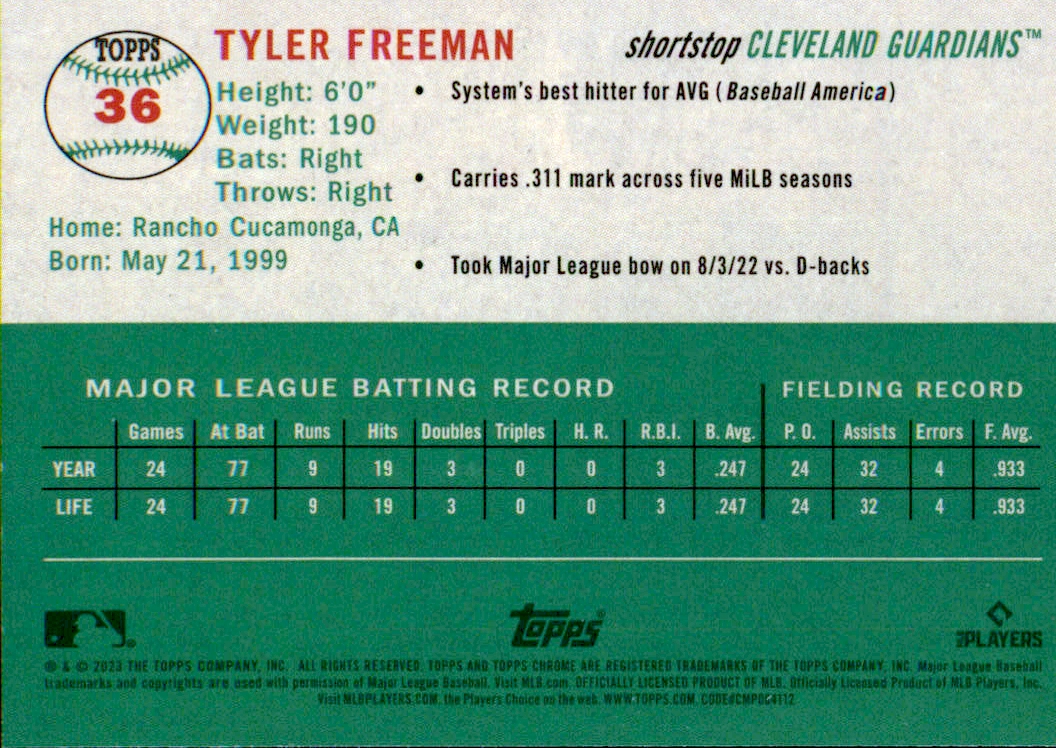 TOPPS
36
TYLER FREEMAN
shortstop CLEVELAND GUARDIANS™
Height: 6'0"
Weight: 190
Bats: Right
Throws: Right
Home: Rancho Cucamonga, CA
Born: May 21, 1999
• System's best hitter for AVG (Baseball America)
• Carries .311 mark across five MiLB seasons
• Took Major League bow on 8/3/22 vs. D-backs
MAJOR LEAGUE BATTING RECORD FIELDING RECORD
Games At Bat Runs Hits Doubles Triples H. R. R.B.I. B. Avg. P. O. Assists Errors F. Avg.
YEAR 24 77 9 19 3 0 0 3 .247 24 32 4 .933
LIFE 24 77 9 19 3 0 0 3 .247 24 32 4 .933
Topps®
PLAYERS
® & © 2023 THE TOPPS COMPANY, INC. ALL RIGHTS RESERVED. TOPPS AND TOPPS CHROME ARE REGISTERED TRADEMARKS OF THE TOPPS COMPANY, INC. Major League Baseball
trademarks and copyrights are used with permission of Major League Baseball. Visit MLB.com. OFFICIALLY LICENSED PRODUCT OF MLB. Officially Licensed Product of MLB Players, Inc.
Visit MLBPLAYERS.COM, the Players Choice on the web. WWW.TOPPS.COM. CODE#CMP004112